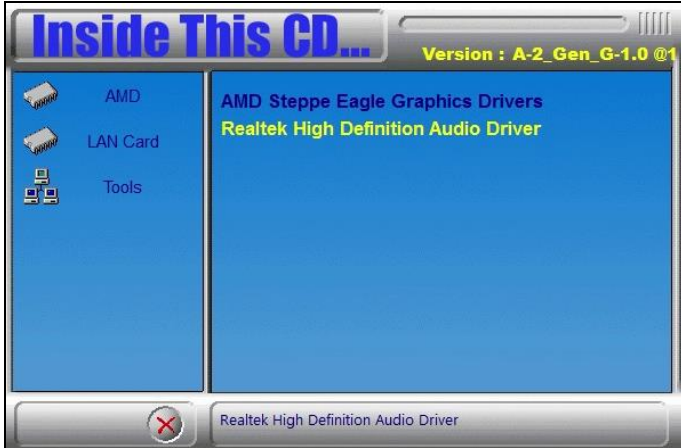 Inside This CD...
Version : A-2_Gen_G-1.0 @1
AMD
LAN Card
Tools
AMD Steppe Eagle Graphics Drivers
Realtek High Definition Audio Driver
Realtek High Definition Audio Driver